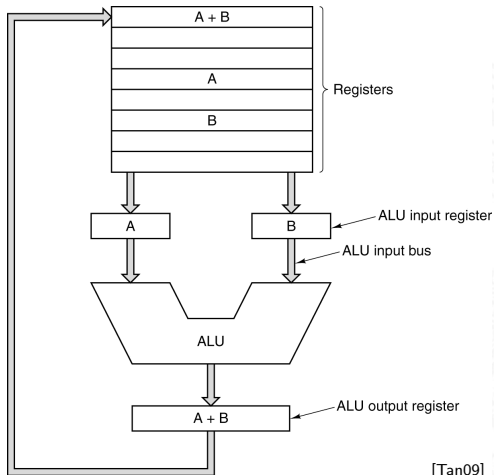 A + B
A
Registers
B
A
B
ALU input register
ALU input bus
ALU
A + B
ALU output register
[Tan09]